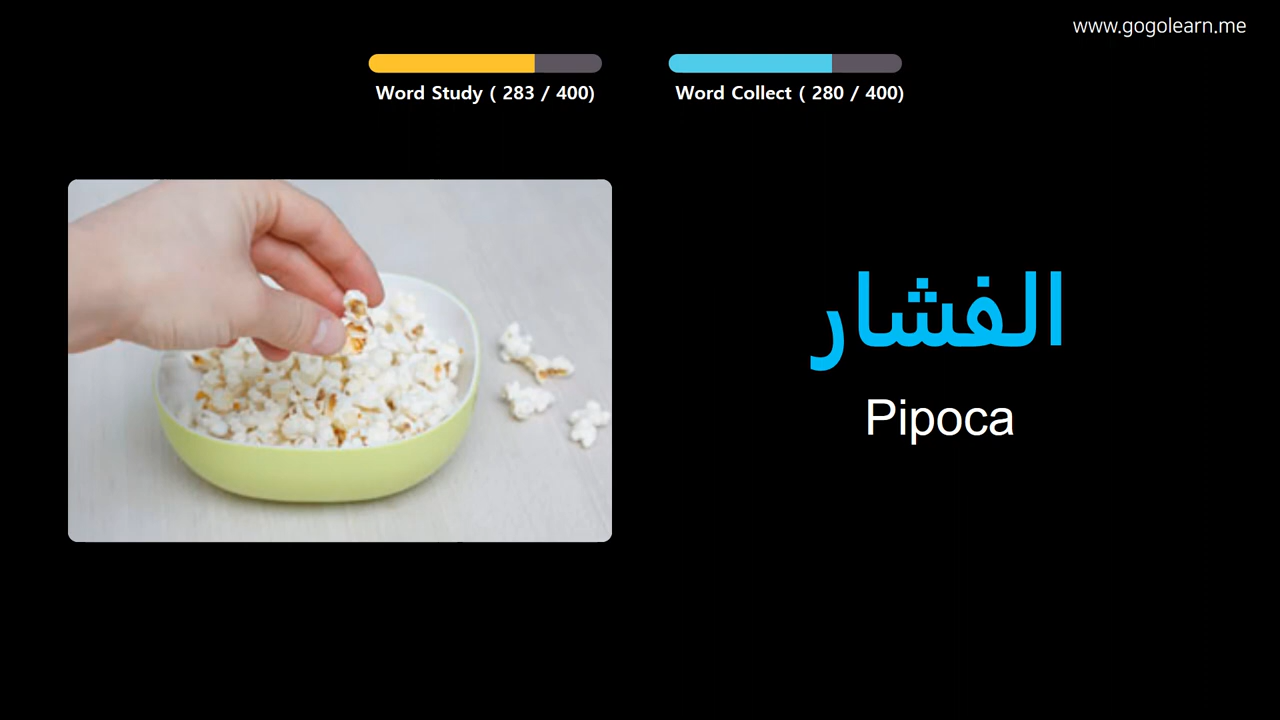 www.gogolearn.me
Word Study ( 283 / 400)
Word Collect ( 280 / 400)
الفشار
Pipoca